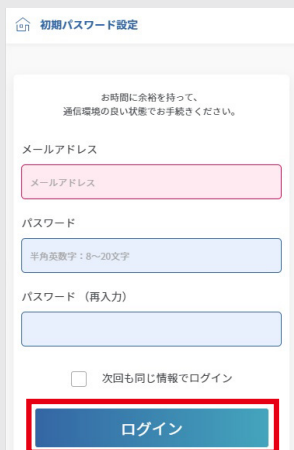 初期パスワード設定
お時間に余裕を持って、
通信環境の良い状態でお手続きください。
メールアドレス
メールアドレス
パスワード
半角英数字：8～20文字
パスワード（再入力）
次回も同じ情報でログイン
ログイン